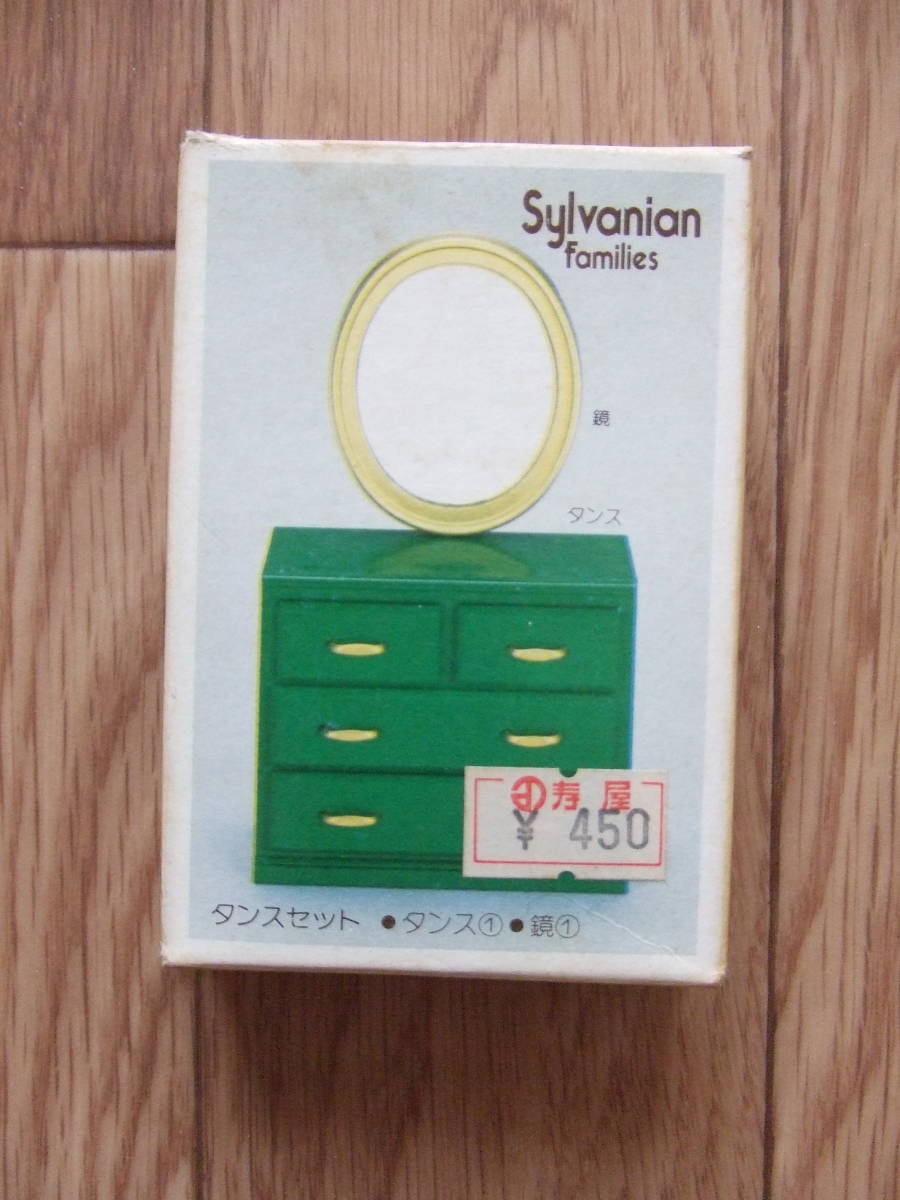 Sylvanian
Families
鏡
タンス
寿屋
¥ 450
タンスセット ●タンス① ●鏡①